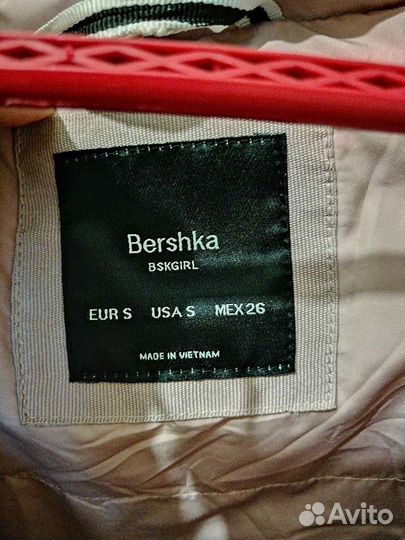 Bershka
BSKGIRL
EUR S USA S MEX 26
MADE IN VIETNAM
Avito